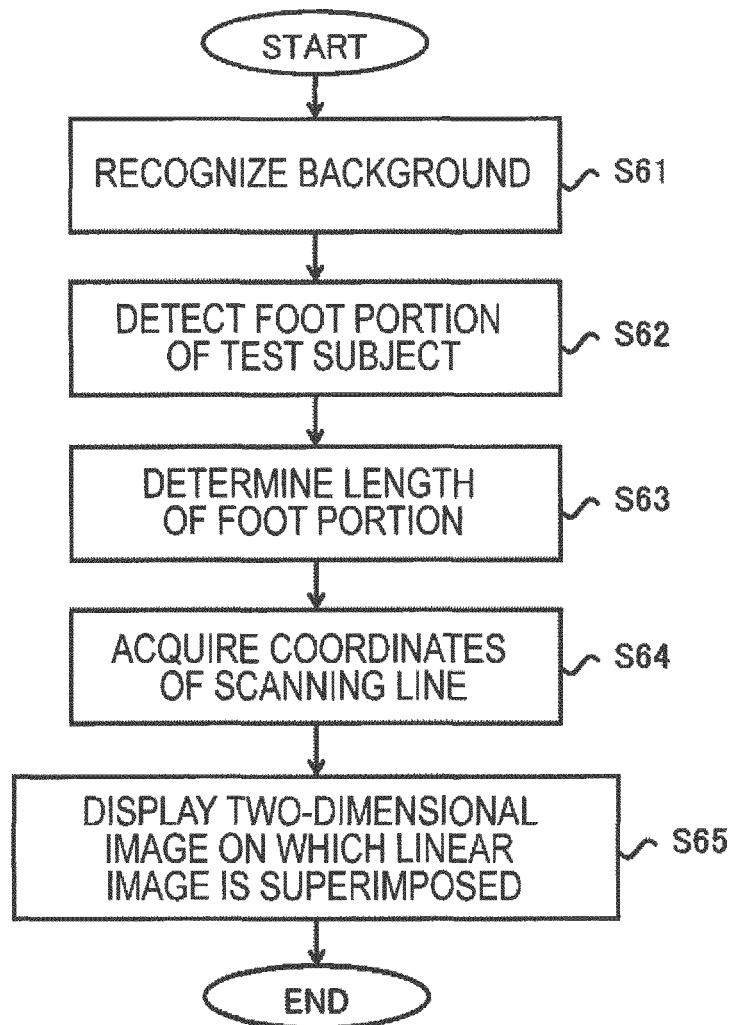 START
RECOGNIZE BACKGROUND
S61
DETECT FOOT PORTION
OF TEST SUBJECT
S62
DETERMINE LENGTH
OF FOOT PORTION
S63
ACQUIRE COORDINATES
OF SCANNING LINE
S64
DISPLAY TWO-DIMENSIONAL
IMAGE ON WHICH LINEAR
IMAGE IS SUPERIMPOSED
S65
END